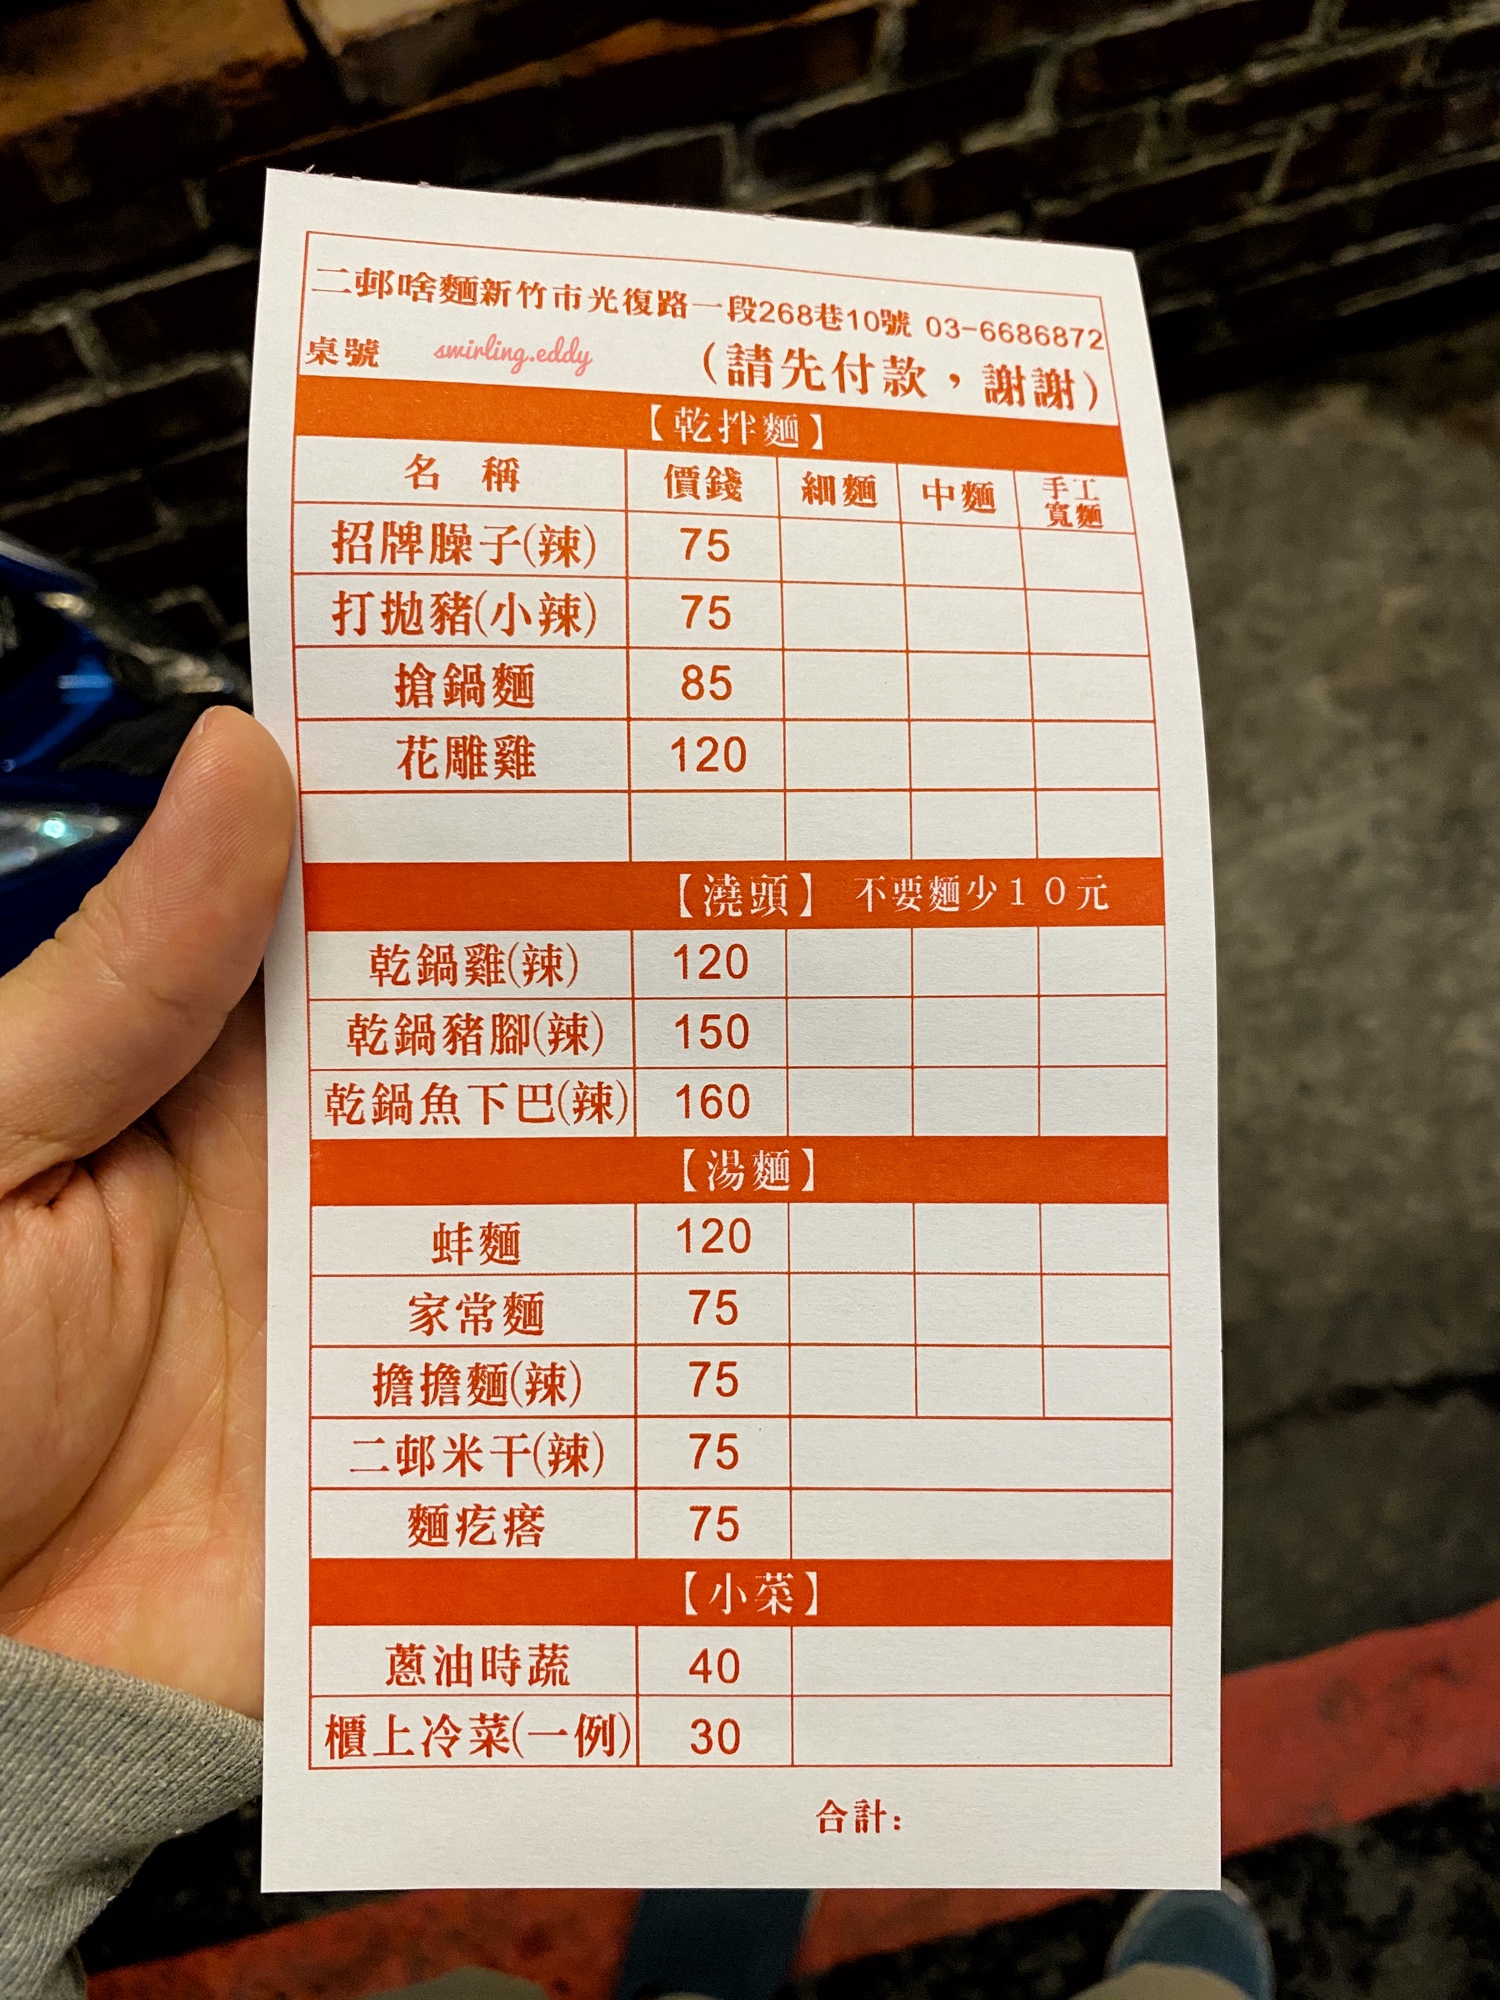 二邨啥麵新竹市光復路一段268巷10號 03-6686872
桌號 swirling.eddy (請先付款，謝謝)
【乾拌麵】
名 稱 價錢 細麵 中麵 手工寬麵
招牌臊子(辣) 75
打拋豬(小辣) 75
搶鍋麵 85
花雕雞 120
【澆頭】 不要麵少10元
乾鍋雞(辣) 120
乾鍋豬腳(辣) 150
乾鍋魚下巴(辣) 160
【湯麵】
蚌麵 120
家常麵 75
擔擔麵(辣) 75
二邨米干(辣) 75
麵疙瘩 75
【小菜】
蔥油時蔬 40
櫃上冷菜(一例) 30
合計: